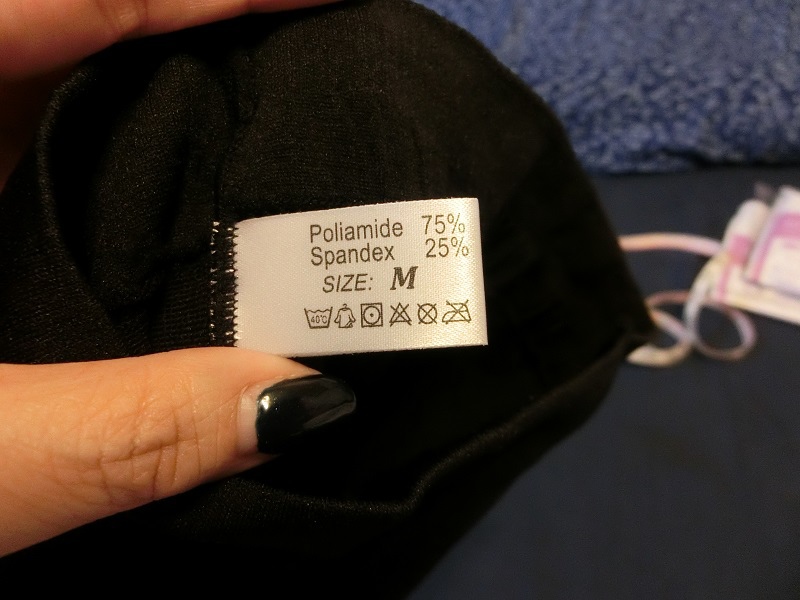 Poliamide 75%
Spandex 25%
SIZE: M
40°C